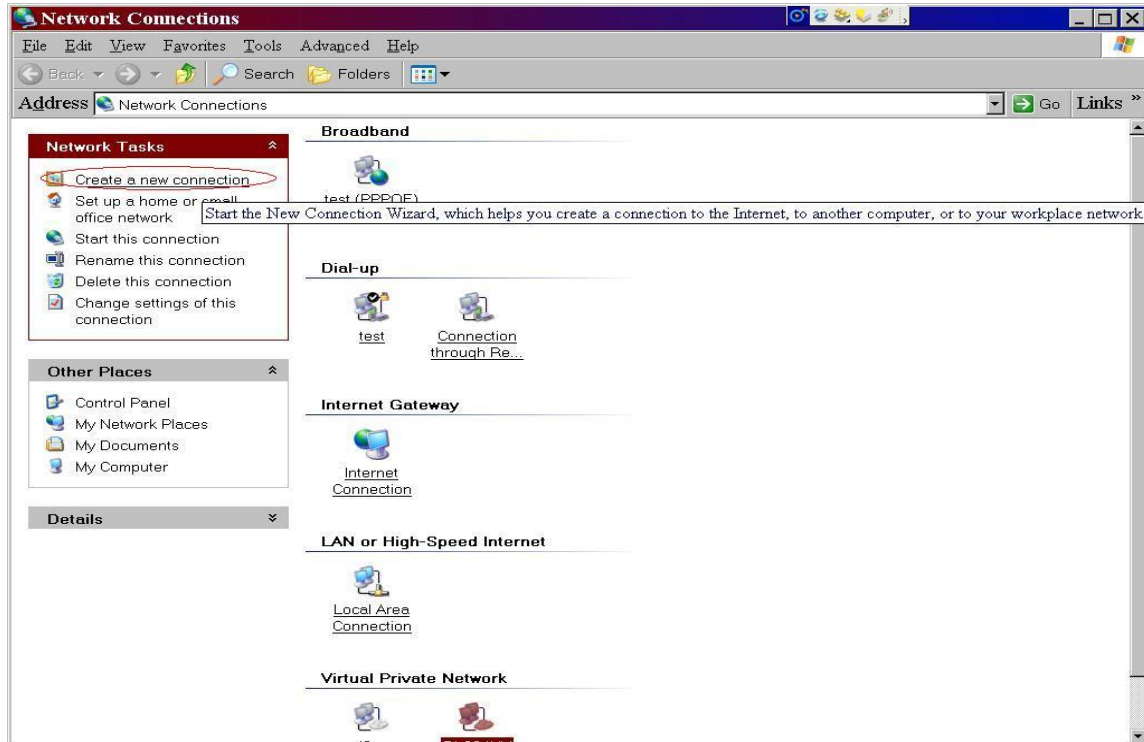 Network Connections
File Edit View Favorites Tools Advanced Help
Back Search Folders
Address Network Connections Go Links »
Network Tasks
Create a new connection
Set up a home or small
office network
Start this connection
Rename this connection
Delete this connection
Change settings of this
connection
Other Places
Control Panel
My Network Places
My Documents
My Computer
Details
Broadband
test (PPPOE)
Start the New Connection Wizard, which helps you create a connection to the Internet, to another computer, or to your workplace network
Dial-up
test
Connection
through Re...
Internet Gateway
Internet
Connection
LAN or High-Speed Internet
Local Area
Connection
Virtual Private Network